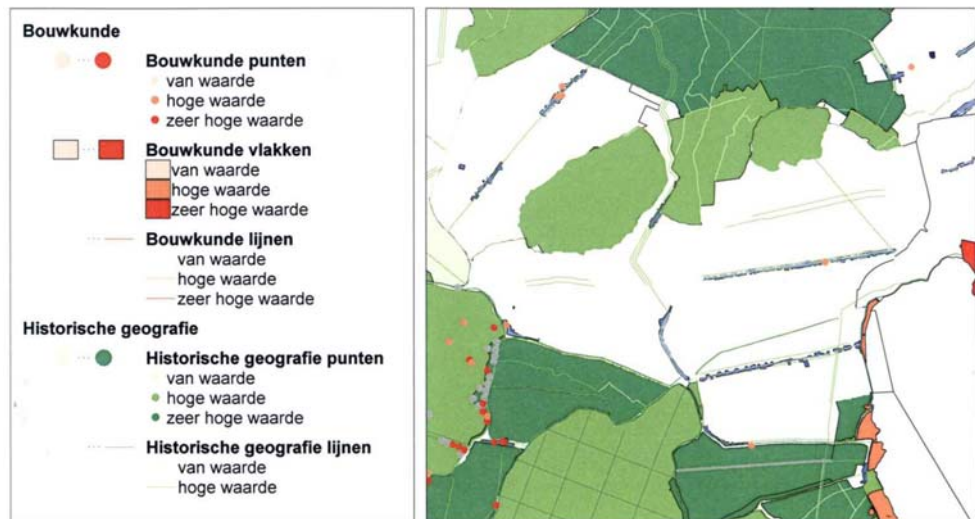 Bouwkunde
Bouwkunde punten
van waarde
hoge waarde
zeer hoge waarde
Bouwkunde vlakken
van waarde
hoge waarde
zeer hoge waarde
Bouwkunde lijnen
van waarde
hoge waarde
zeer hoge waarde
Historische geografie
Historische geografie punten
van waarde
hoge waarde
zeer hoge waarde
Historische geografie lijnen
van waarde
hoge waarde